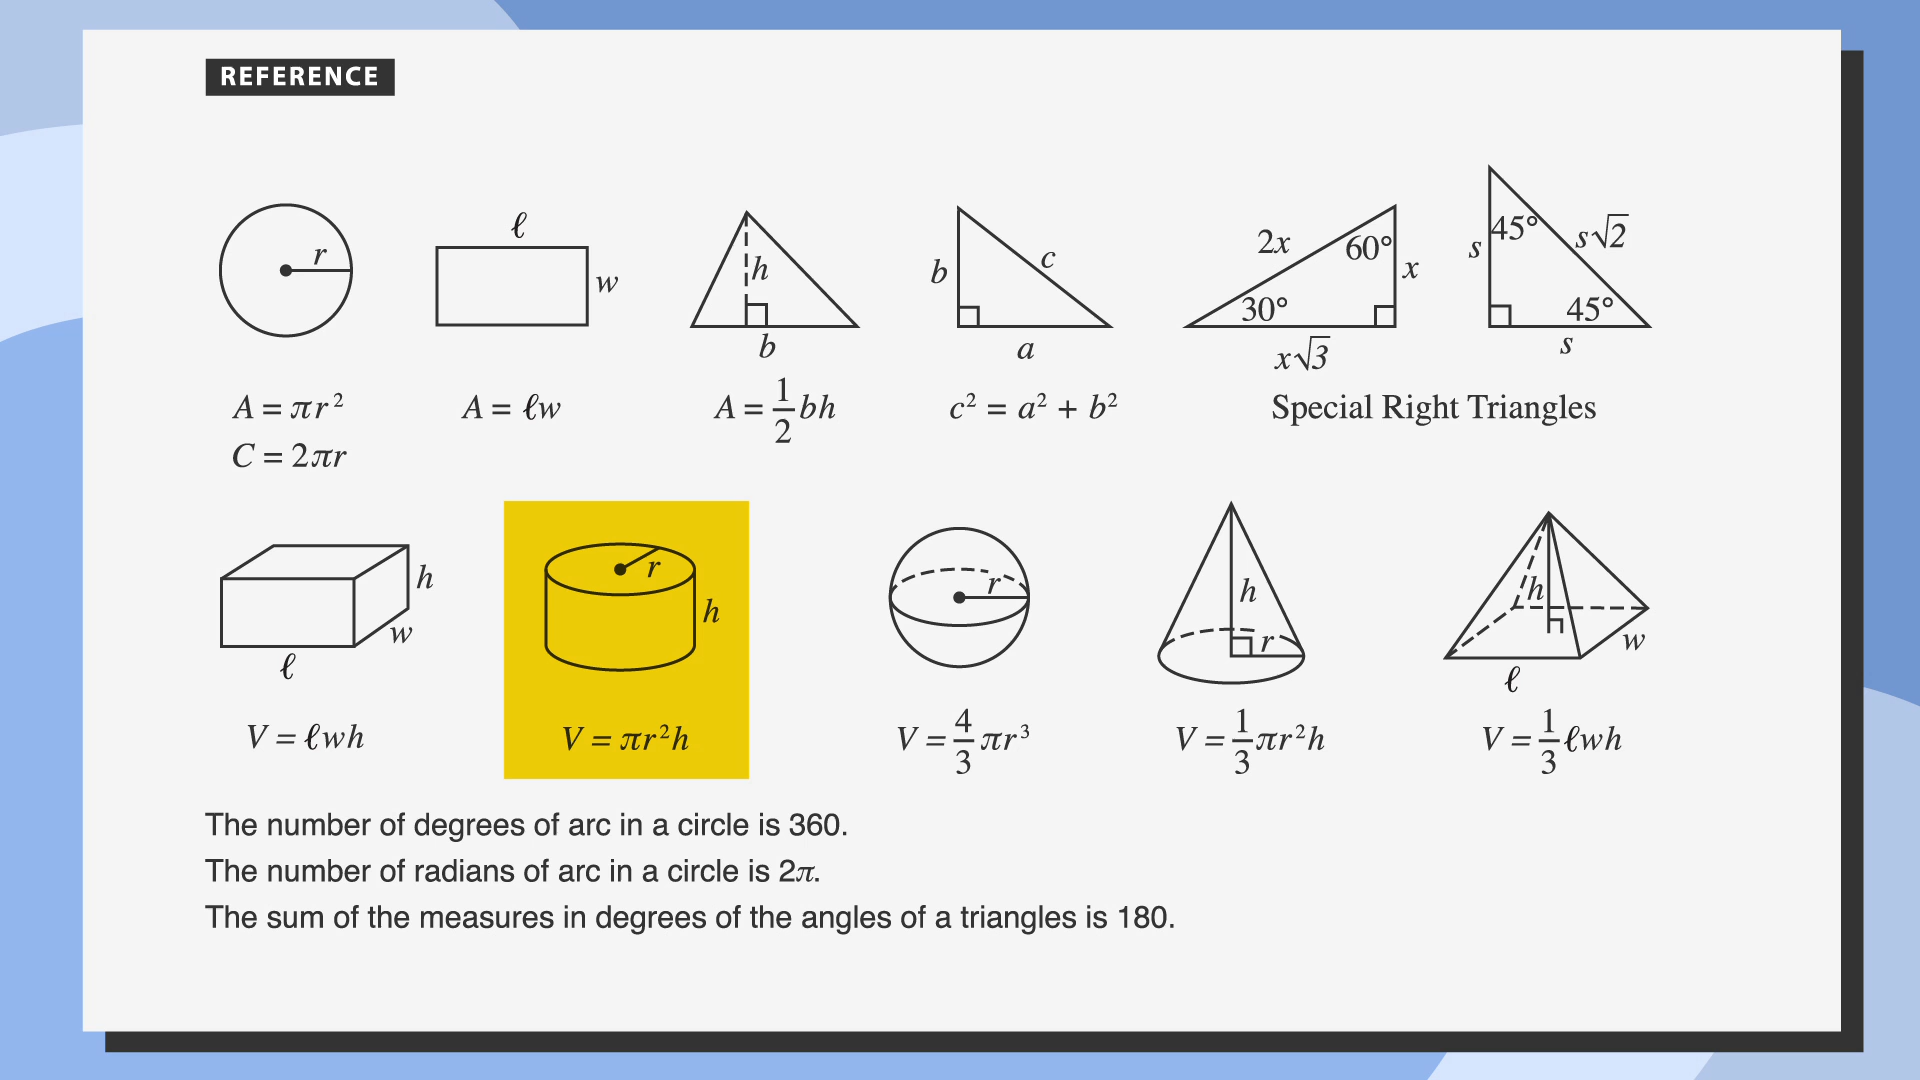 REFERENCE
r
ℓ
w
h
b
b
c
a
2x
60°
x
30°
x√3
45°
s
s√2
45°
s
A = πr²
C = 2πr
A = ℓw
A = 1/2 bh
c² = a² + b²
Special Right Triangles
h
w
ℓ
r
h
r
h
r
h
w
ℓ
V = ℓwh
V = πr²h
V = 4/3 πr³
V = 1/3 πr²h
V = 1/3 ℓwh
The number of degrees of arc in a circle is 360.
The number of radians of arc in a circle is 2π.
The sum of the measures in degrees of the angles of a triangles is 180.